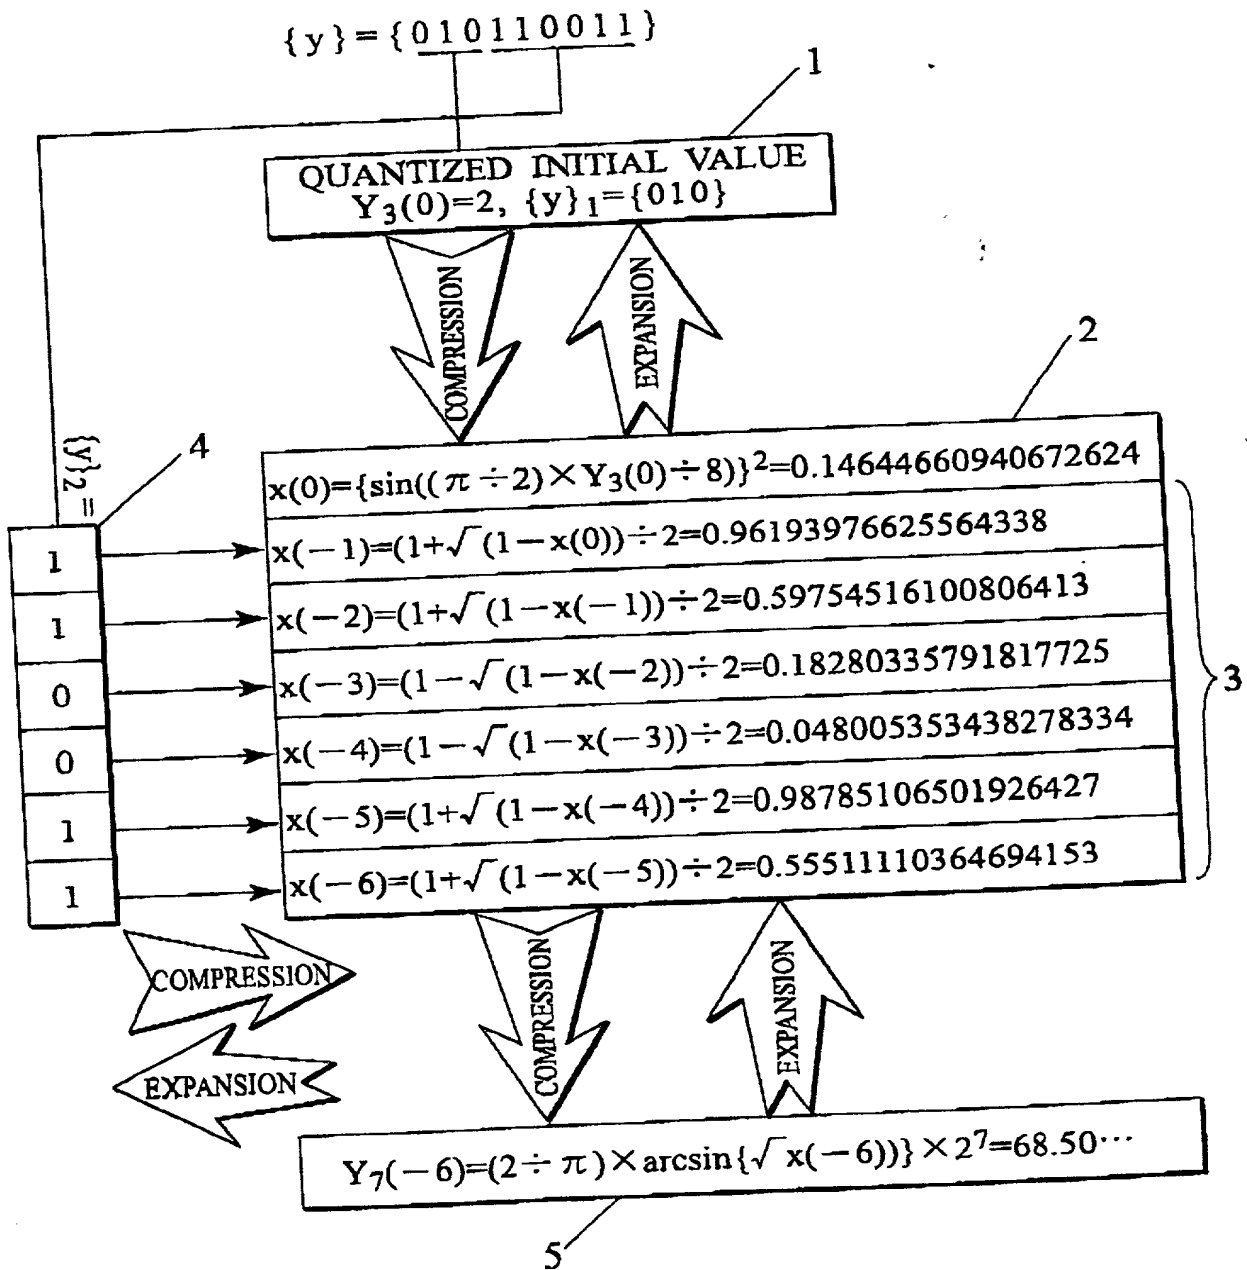 {y}={010110011}
1
QUANTIZED INITIAL VALUE
Y₃(0)=2, {y}₁={010}
COMPRESSION
EXPANSION
2
{y}₂=
4
x(0)={sin((π÷2)×Y₃(0)÷8)}²=0.14644660940672624
1
x(−1)=(1+√(1−x(0))÷2=0.96193976625564338
1
x(−2)=(1+√(1−x(−1))÷2=0.59754516100806413
0
x(−3)=(1−√(1−x(−2))÷2=0.18280335791817725
3
0
x(−4)=(1−√(1−x(−3))÷2=0.048005353438278334
1
x(−5)=(1+√(1−x(−4))÷2=0.98785106501926427
1
x(−6)=(1+√(1−x(−5))÷2=0.55511110364694153
COMPRESSION
EXPANSION
COMPRESSION
EXPANSION
Y₇(−6)=(2÷π)×arcsin{√x(−6))}×2⁷=68.50···
5